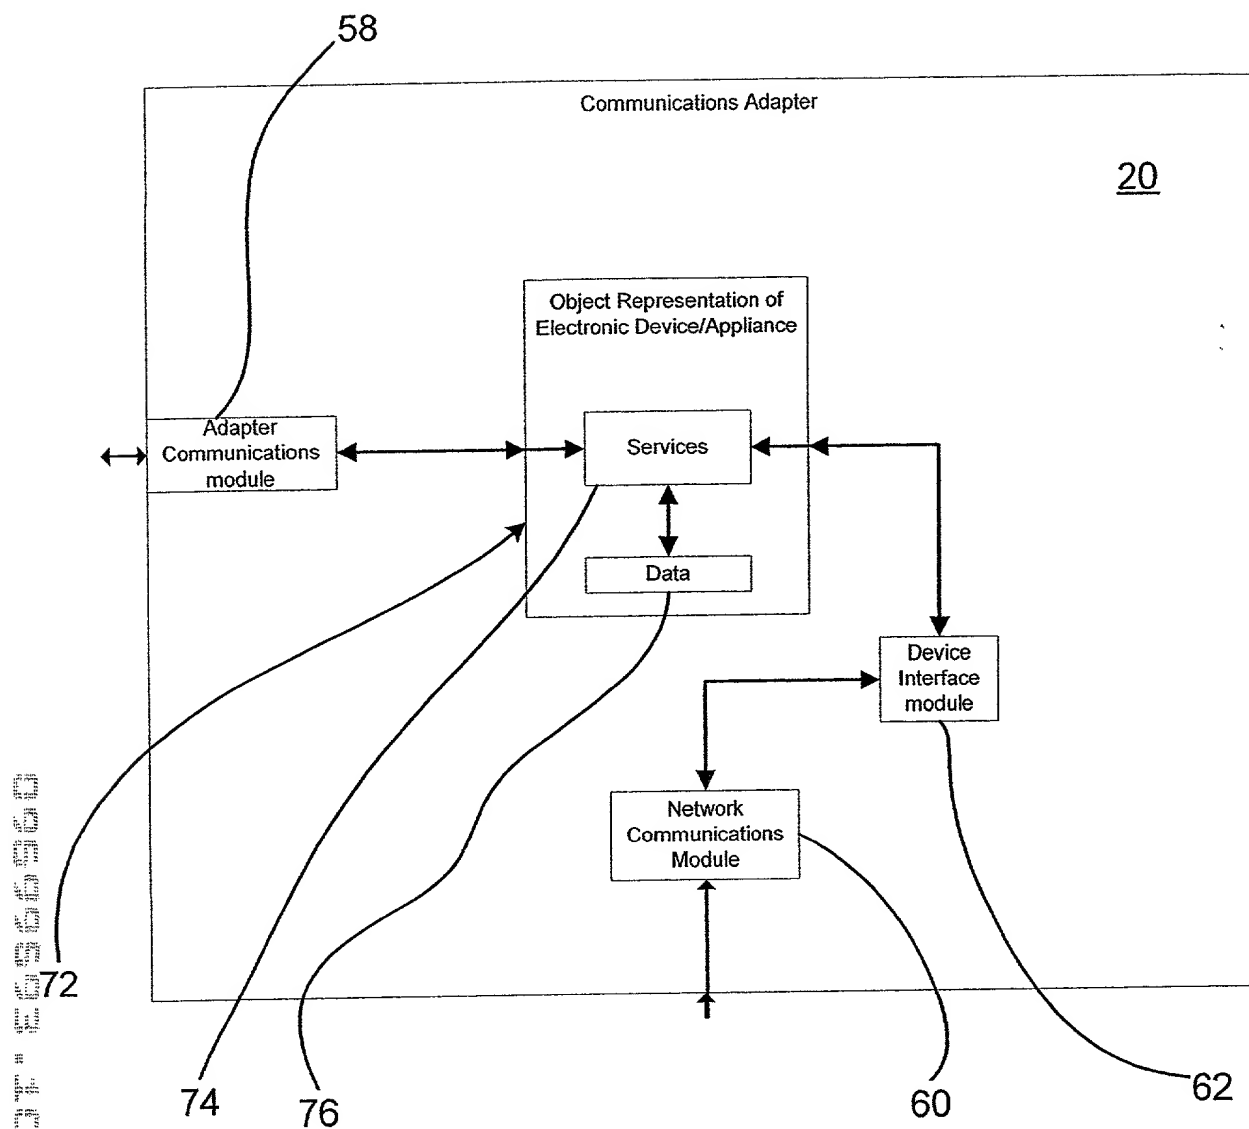 58
Communications Adapter
20
Object Representation of
Electronic Device/Appliance
Adapter
Communications
module
Services
Data
Device
Interface
module
Network
Communications
Module
72
74
76
60
62